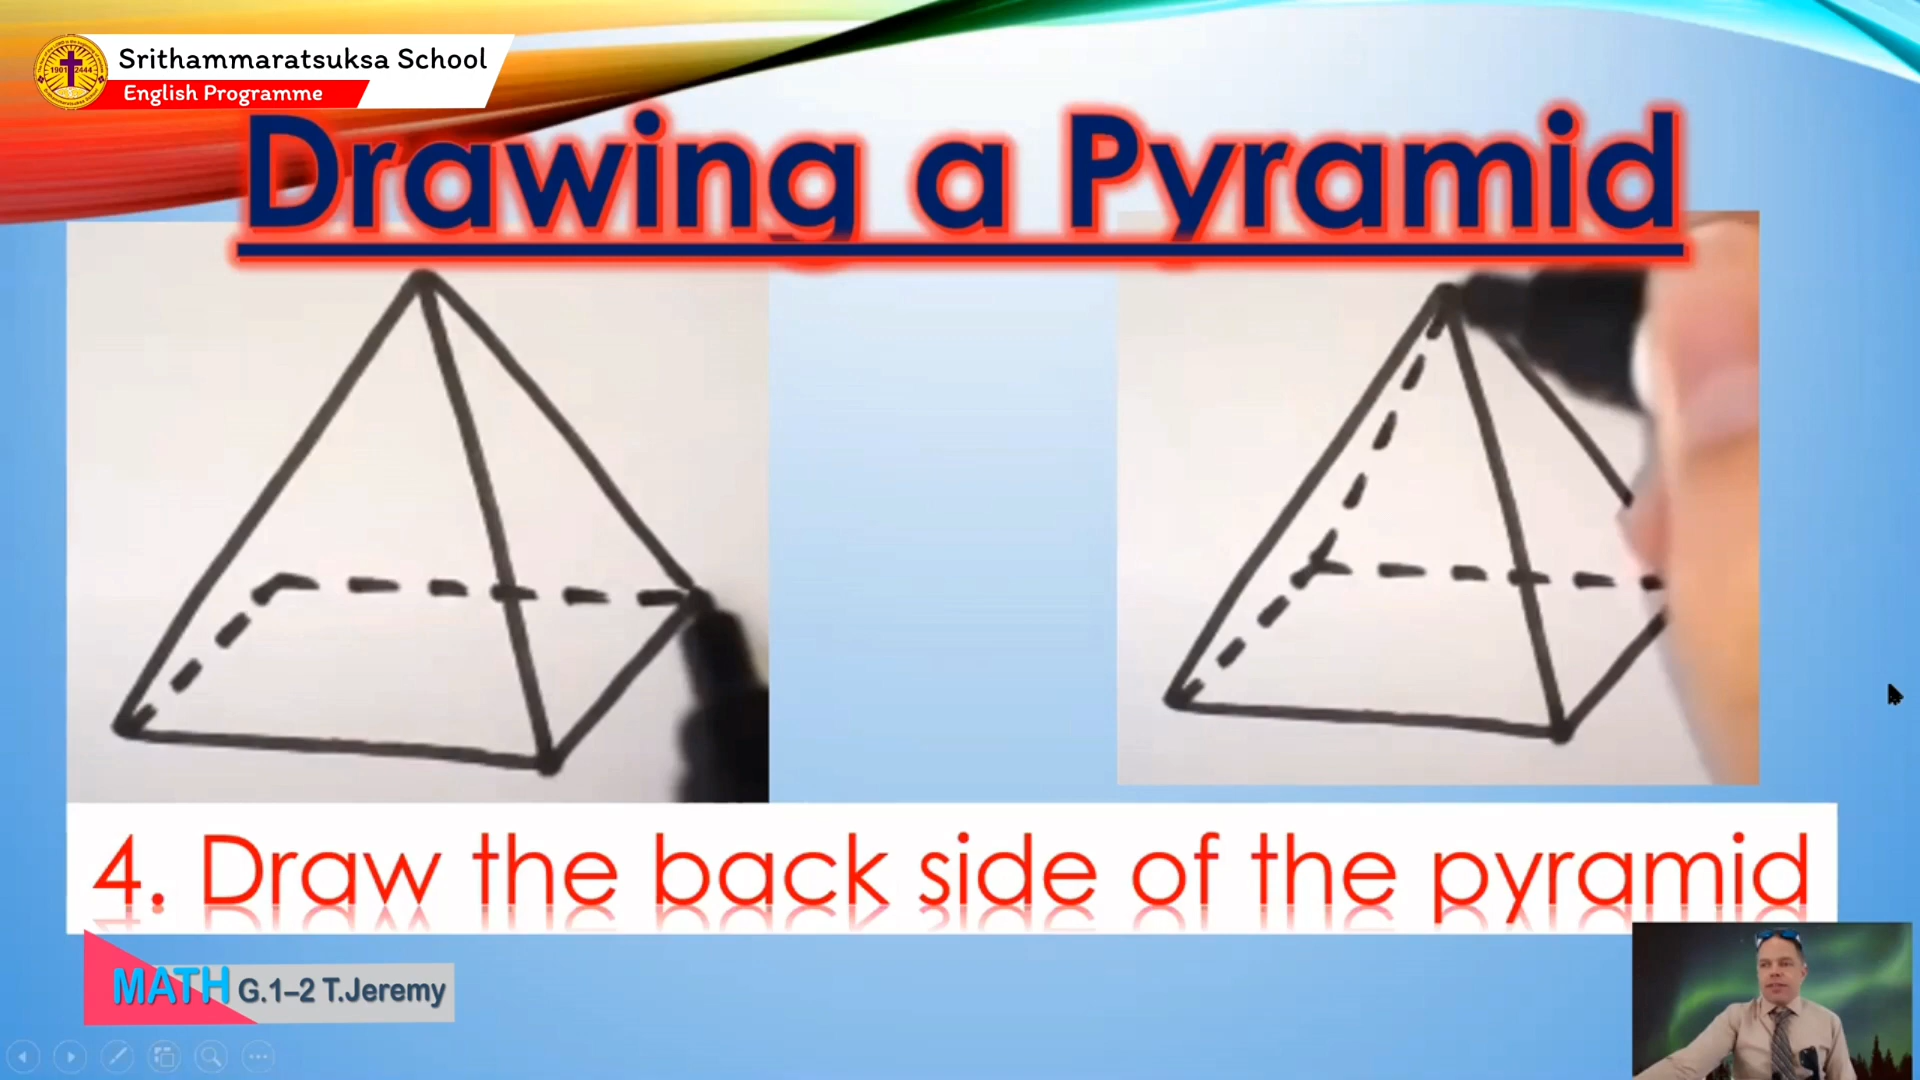 Srithammaratsuksa School
English Programme
Drawing a Pyramid
4. Draw the back side of the pyramid
MATH G.1-2 T.Jeremy